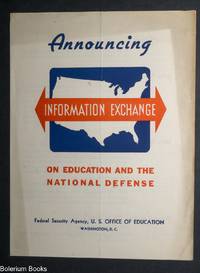 Announcing
INFORMATION EXCHANGE
ON EDUCATION AND THE
NATIONAL DEFENSE
Federal Security Agency, U. S. OFFICE OF EDUCATION
WASHINGTON, D. C.
Bolerium Books